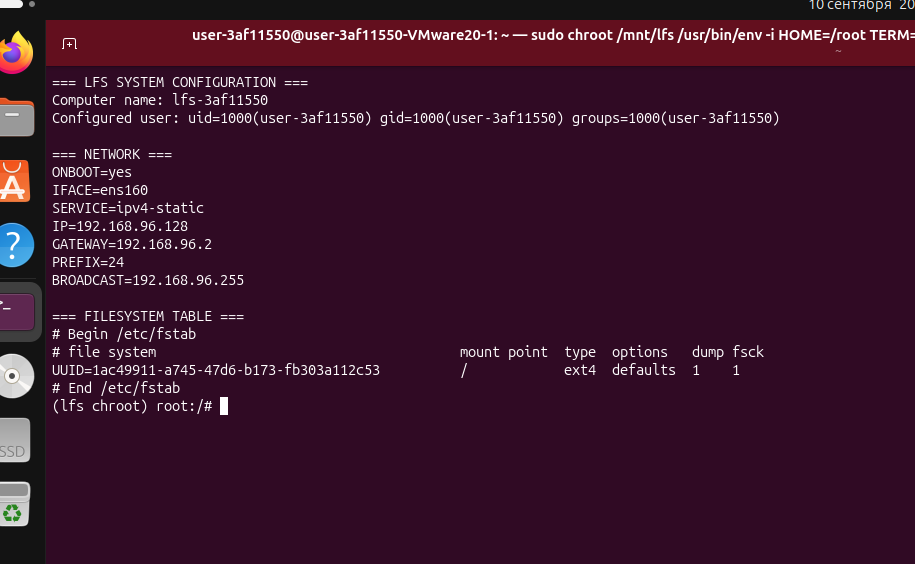 10 сентября 20
user-3af11550@user-3af11550-VMware20-1: ~ — sudo chroot /mnt/lfs /usr/bin/env -i HOME=/root TERM=
~
=== LFS SYSTEM CONFIGURATION ===
Computer name: lfs-3af11550
Configured user: uid=1000(user-3af11550) gid=1000(user-3af11550) groups=1000(user-3af11550)
=== NETWORK ===
ONBOOT=yes
IFACE=ens160
SERVICE=ipv4-static
IP=192.168.96.128
GATEWAY=192.168.96.2
PREFIX=24
BROADCAST=192.168.96.255
=== FILESYSTEM TABLE ===
# Begin /etc/fstab
# file system mount point type options dump fsck
UUID=1ac49911-a745-47d6-b173-fb303a112c53 / ext4 defaults 1 1
# End /etc/fstab
(lfs chroot) root:/#
SSD